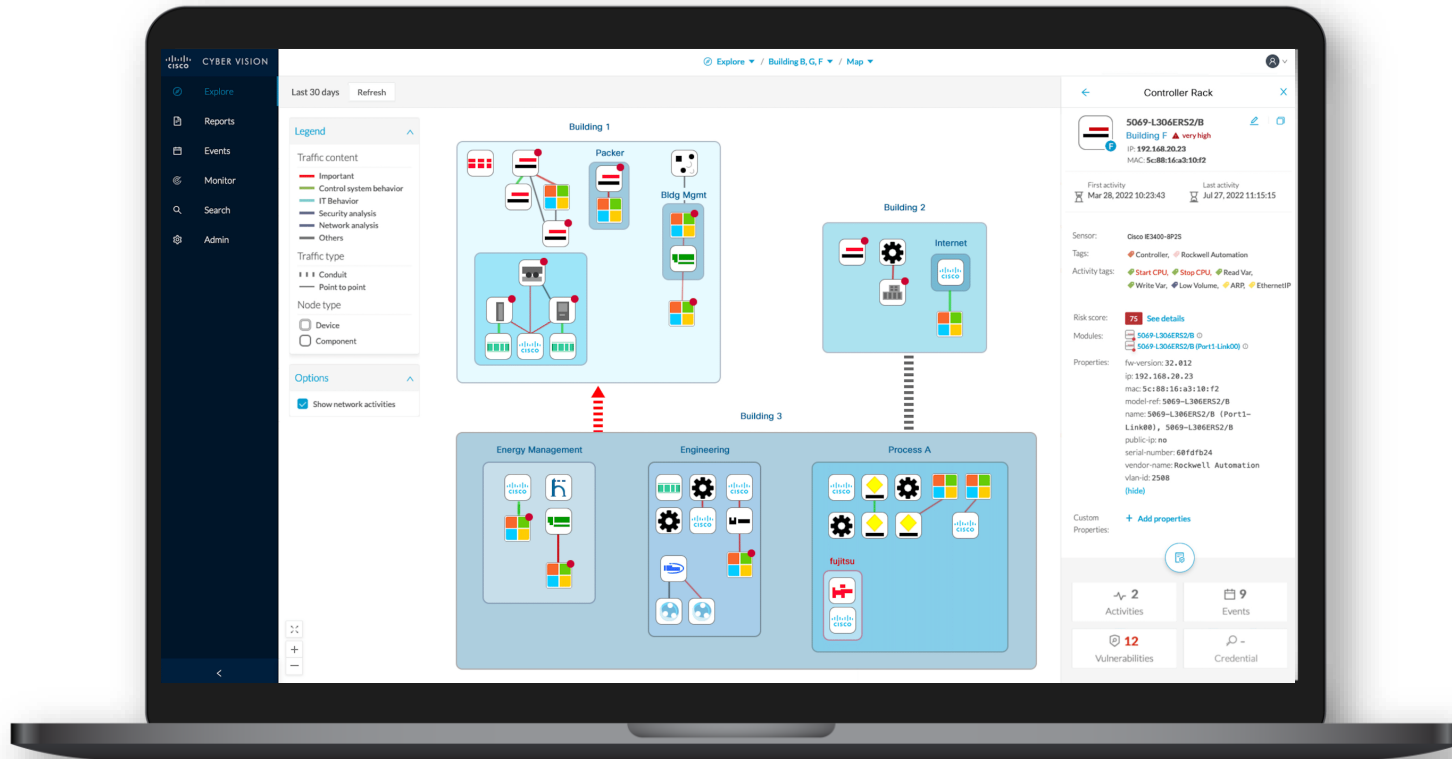 CISCO CYBER VISION
Explore
Reports
Events
Monitor
Search
Admin
Explore / Building B, G, F / Map
Last 30 days Refresh
Legend
Traffic content
Important
Control system behavior
IT Behavior
Security analysis
Network analysis
Others
Traffic type
Conduit
Point to point
Node type
Device
Component
Options
Show network activities
Building 1
Packer
Bldg Mgmt
CISCO
Building 2
Internet
CISCO
Building 3
Energy Management
CISCO
Engineering
CISCO
CISCO
Process A
CISCO
CISCO
fujitsu
CISCO
Controller Rack
5069-L306ERS2/B
Building F very high
F
IP: 192.168.20.23
MAC: 5c:88:16:a3:10:f2
First activity
Mar 28, 2022 10:23:43
Last activity
Jul 27, 2022 11:15:15
Sensor: Cisco IE3400-8P2S
Tags: Controller, Rockwell Automation
Activity tags: Start CPU, Stop CPU, Read Var,
Write Var, Low Volume, ARP, EthernetIP
Risk score: 75 See details
Modules: 5069-L306ERS2/B
5069-L306ERS2/B (Port1-Link00)
Properties: fw-version: 32.012
ip: 192.168.20.23
mac: 5c:88:16:a3:10:f2
model-ref: 5069-L306ERS2/B
name: 5069-L306ERS2/B (Port1-
Link00), 5069-L306ERS2/B
public-ip: no
serial-number: 60fdfb24
vendor-name: Rockwell Automation
vlan-id: 2508
(hide)
Custom
Properties:
+ Add properties
2
Activities
9
Events
12
Vulnerabilities
-
Credential